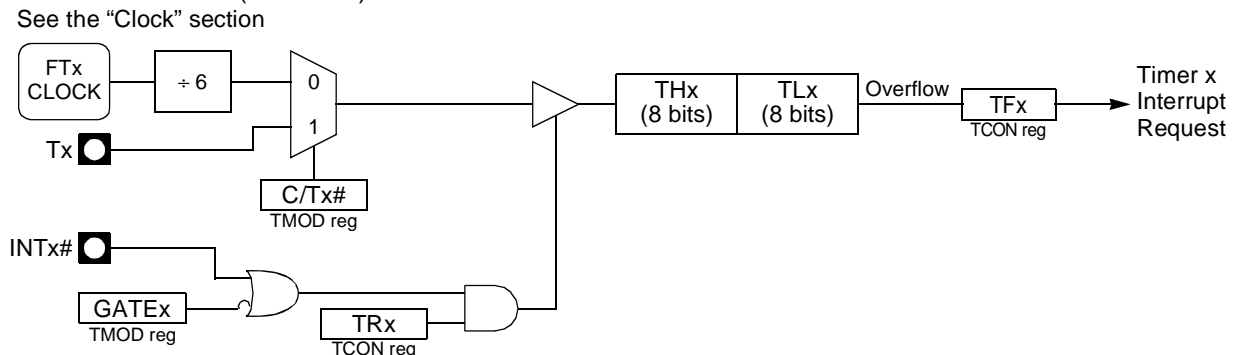 See the “Clock” section
FTx
CLOCK
÷ 6
0
1
Tx
C/Tx#
TMOD reg
THx
(8 bits)
TLx
(8 bits)
Overflow
TFx
TCON reg
Timer x
Interrupt
Request
INTx#
GATEx
TMOD reg
TRx
TCON reg